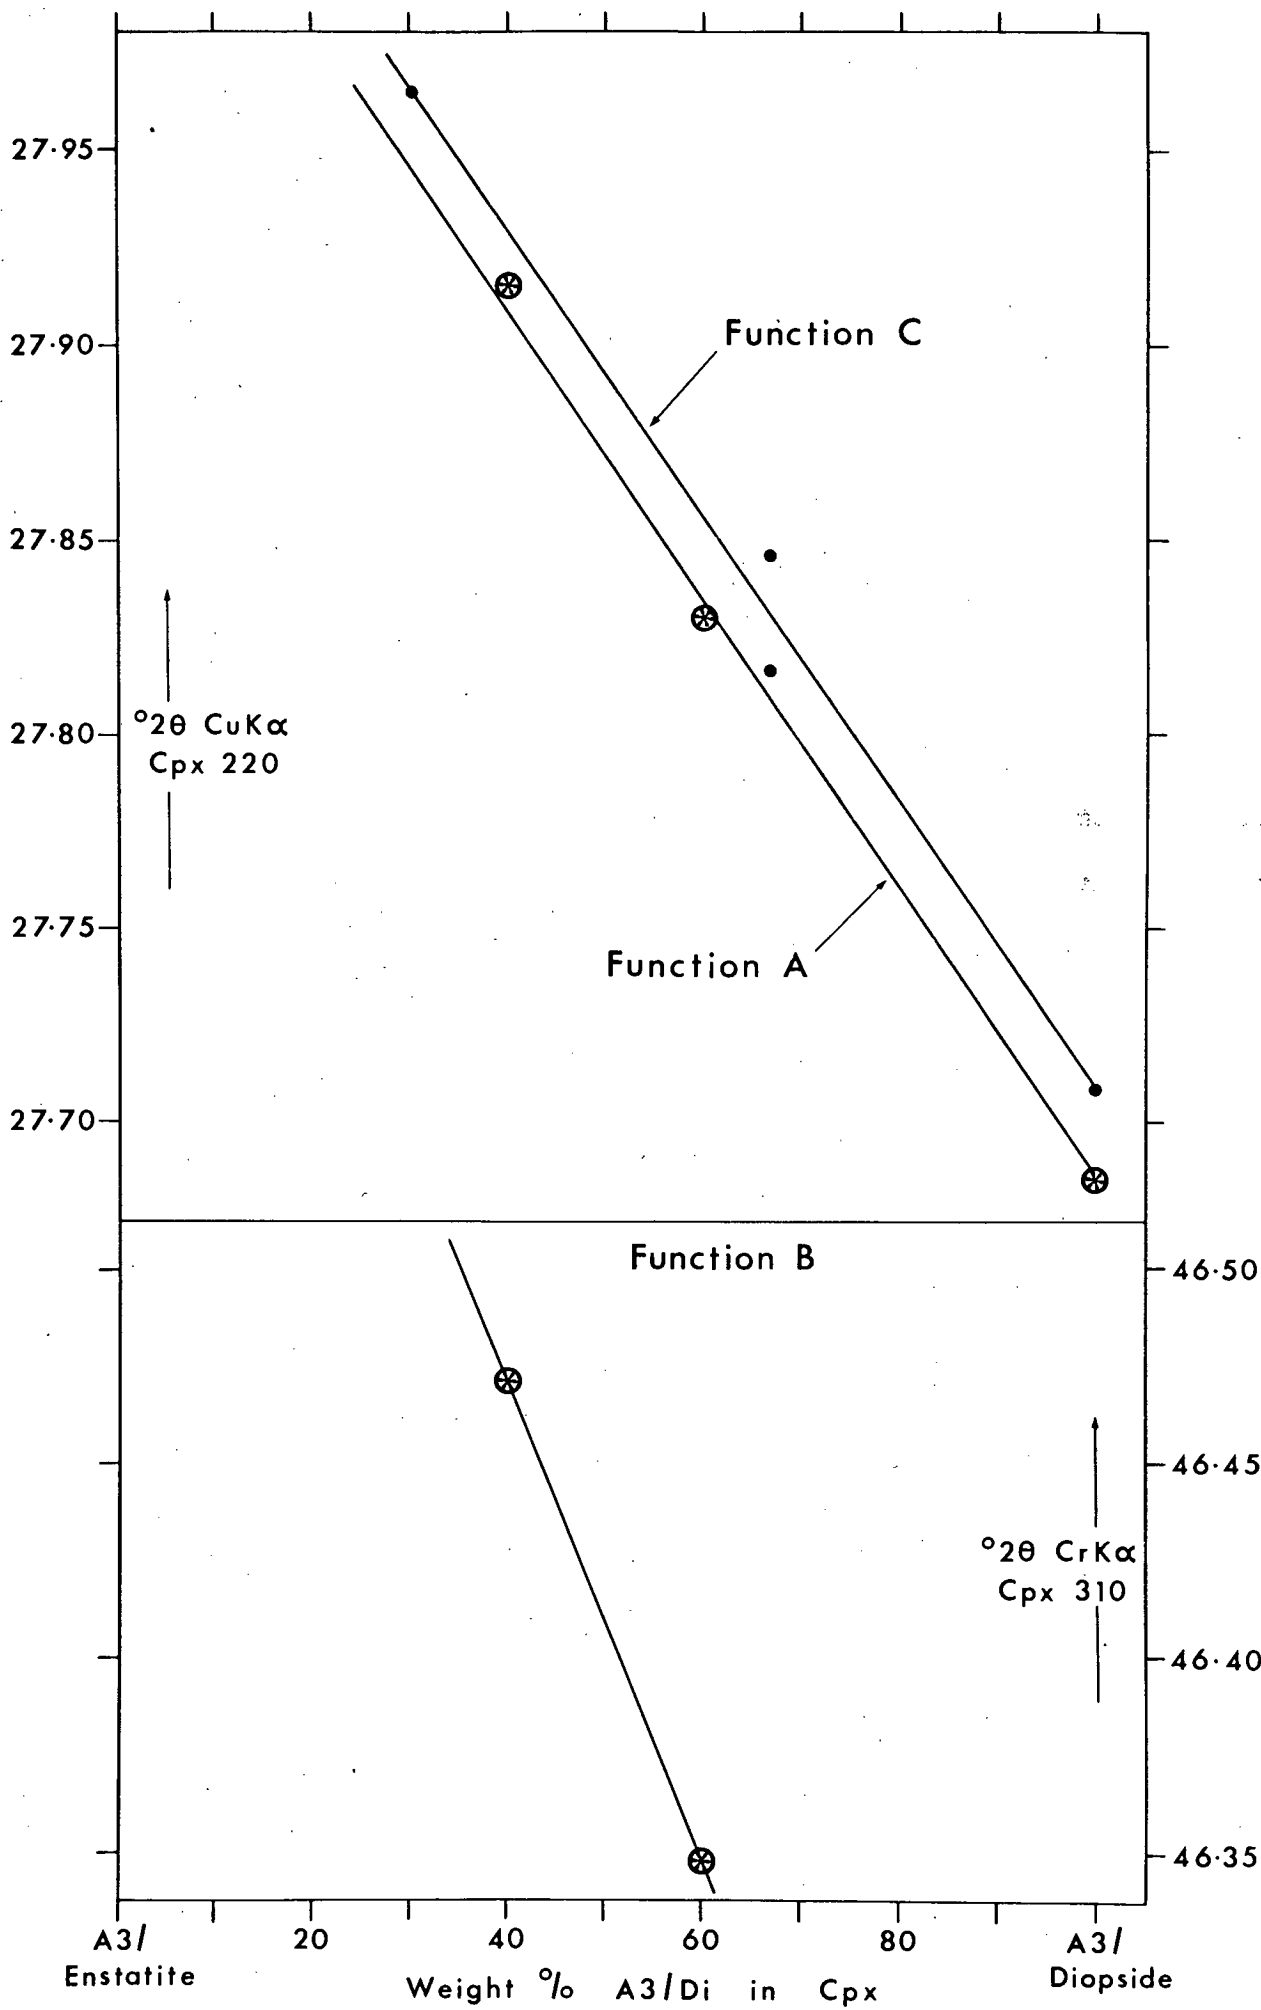 27·95
27·90
Function C
27·85
°2θ CuKα
Cpx 220
27·80
27·75
Function A
27·70
Function B
46·50
46·45
°2θ CrKα
Cpx 310
46·40
46·35
A3/
Enstatite
20
40
60
80
A3/
Diopside
Weight % A3/Di in Cpx